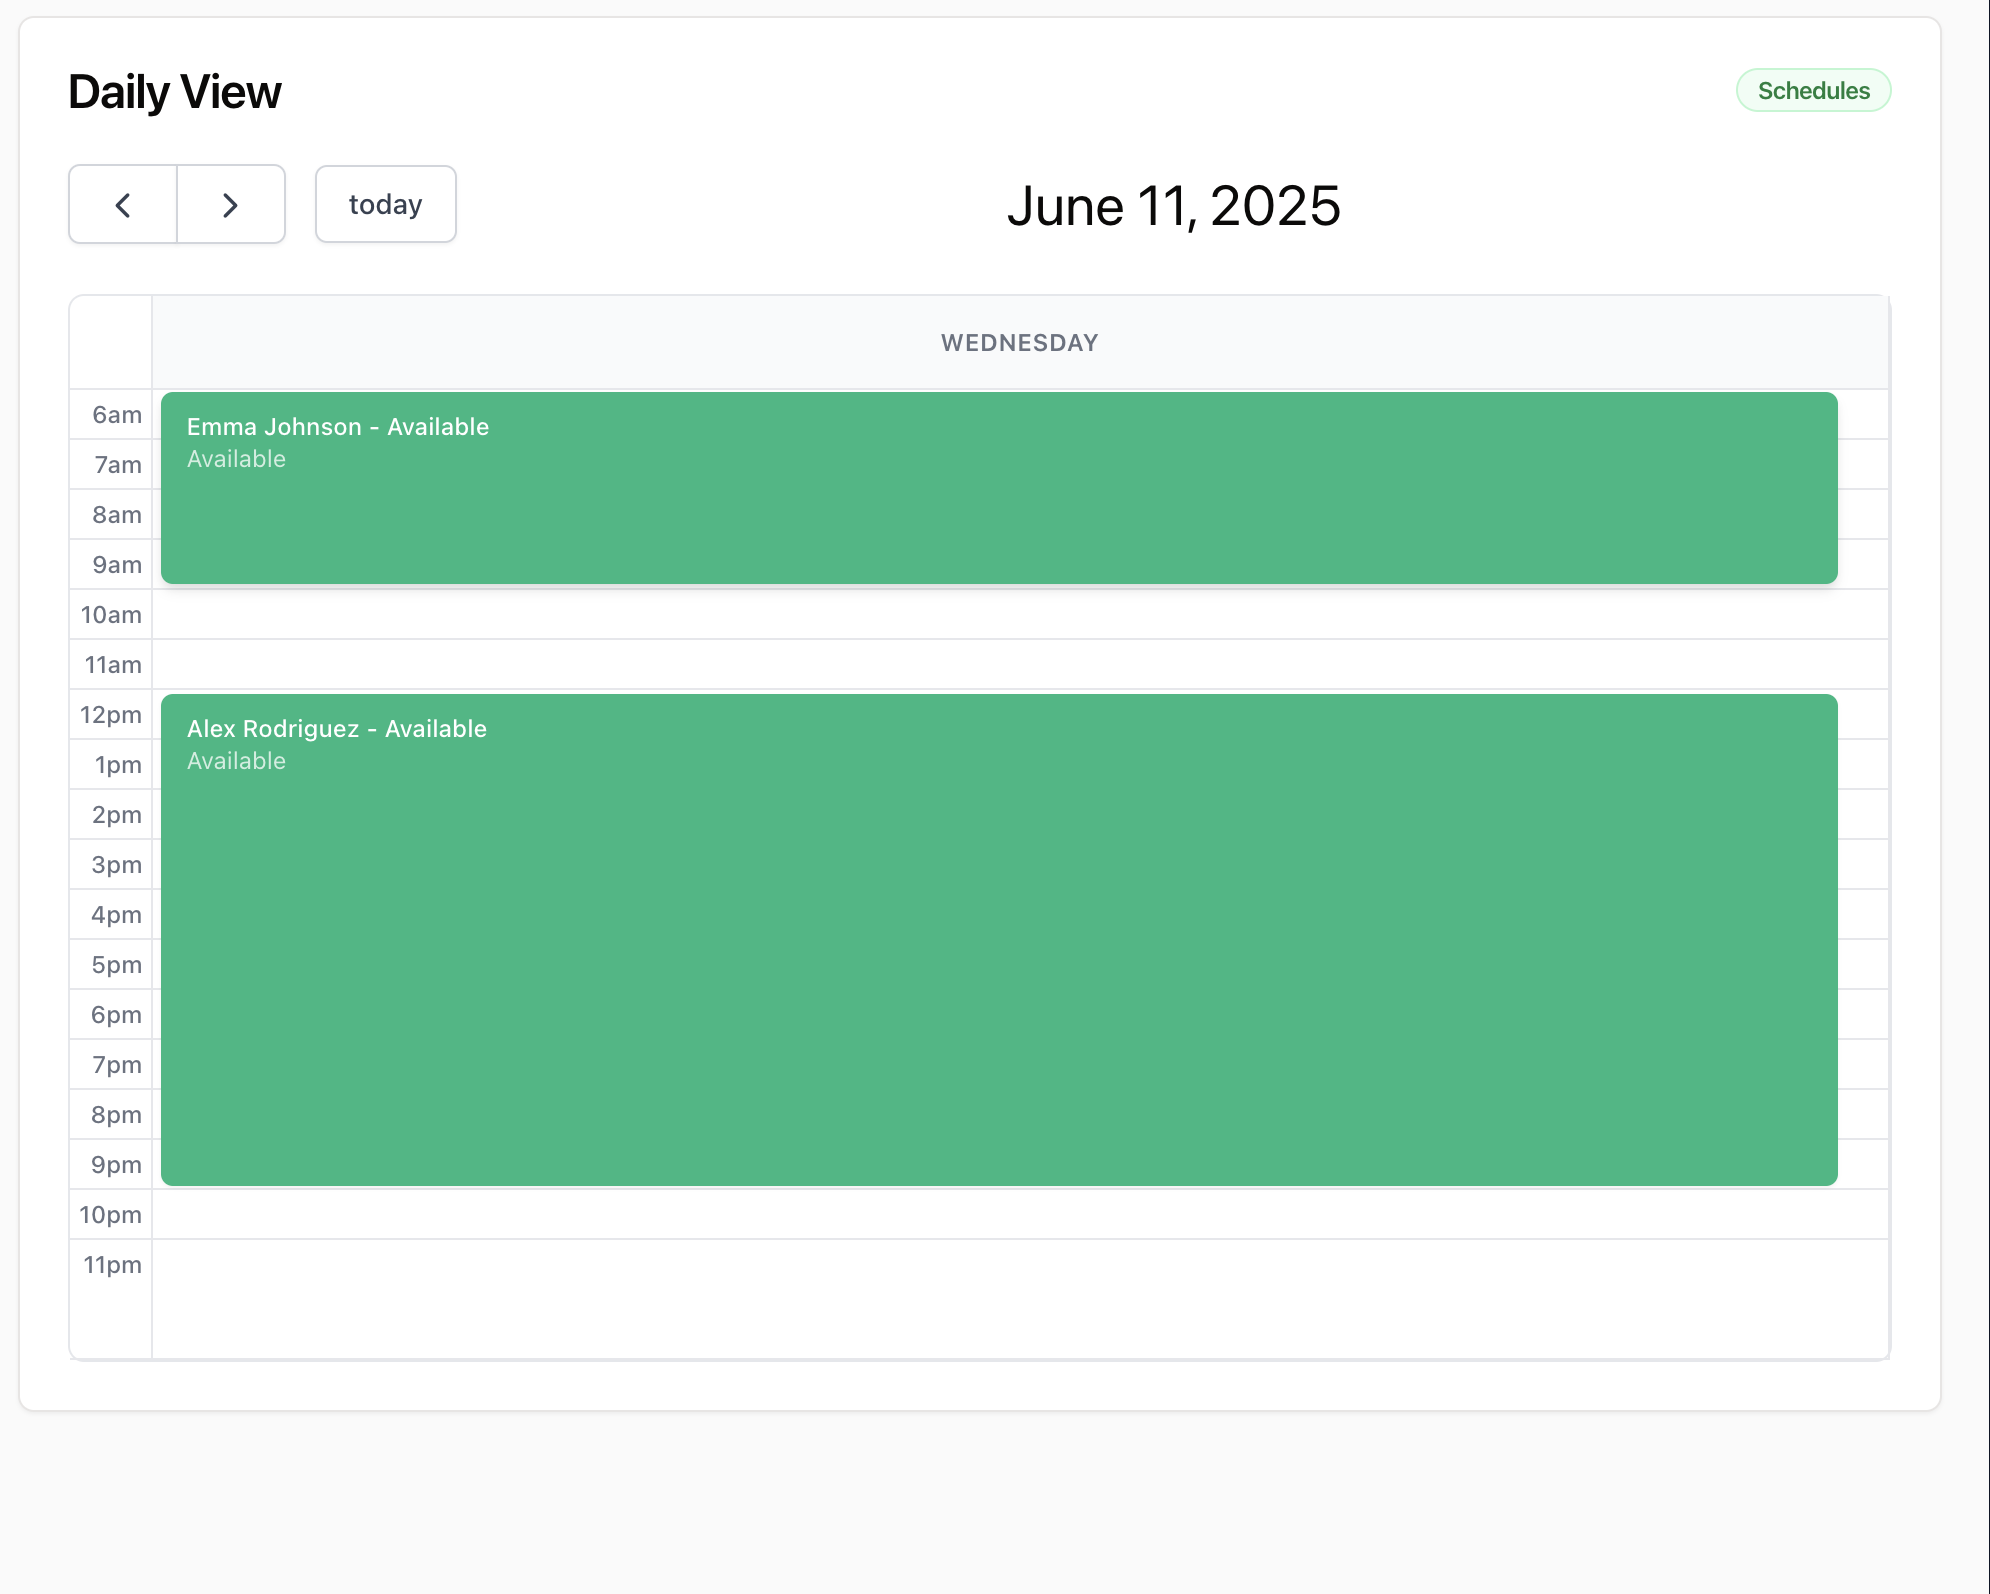 Daily View
Schedules
today
June 11, 2025
WEDNESDAY
6am
Emma Johnson - Available
Available
7am
8am
9am
10am
11am
12pm
Alex Rodriguez - Available
Available
1pm
2pm
3pm
4pm
5pm
6pm
7pm
8pm
9pm
10pm
11pm